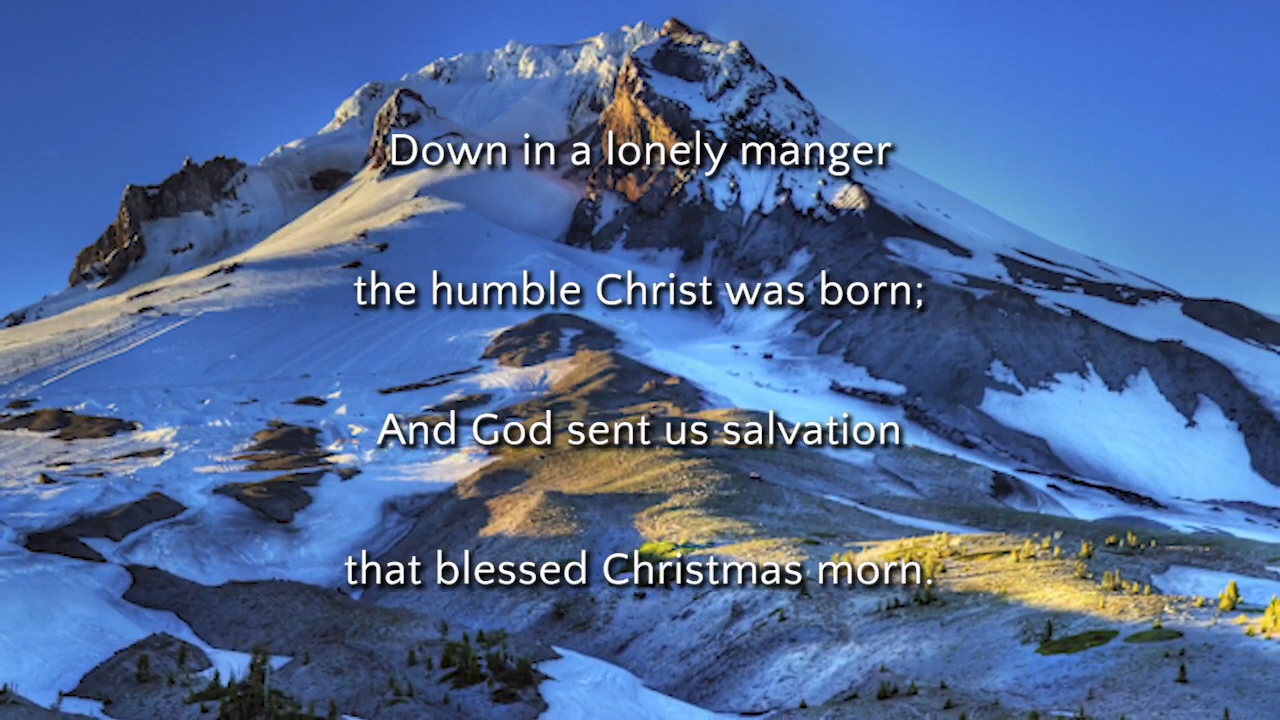 Down in a lonely manger
the humble Christ was born;
And God sent us salvation
that blessed Christmas morn.